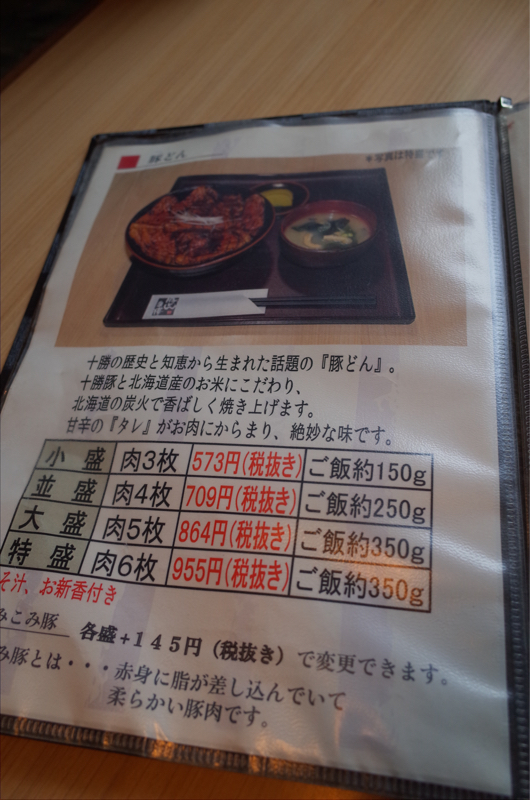 豚どん
＊写真は特盛です
十勝の歴史と知恵から生まれた話題の『豚どん』。
十勝豚と北海道産のお米にこだわり、
北海道の炭火で香ばしく焼き上げます。
甘辛の『タレ』がお肉にからまり、絶妙な味です。
小 盛 肉3枚 573円(税抜き) ご飯約150g
並 盛 肉4枚 709円(税抜き) ご飯約250g
大 盛 肉5枚 864円(税抜き) ご飯約350g
特 盛 肉6枚 955円(税抜き) ご飯約350g
そ汁、お新香付き
みこみ豚 各盛+145円(税抜き)で変更できます。
み豚とは・・・赤身に脂が差し込んでいて
柔らかい豚肉です。